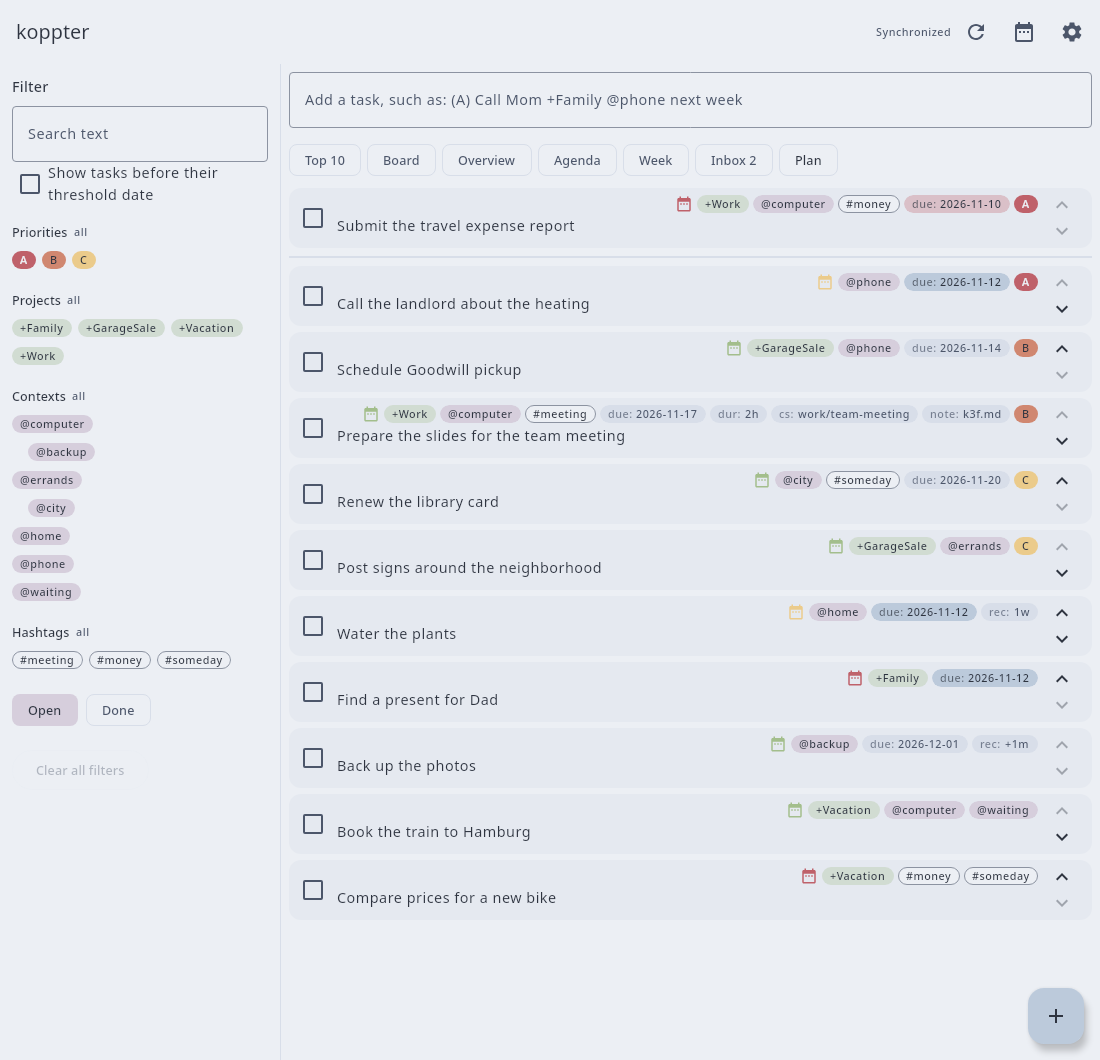 koppter
Synchronized
Filter
Search text
Show tasks before their
threshold date
Priorities all
A B C
Projects all
+Family +GarageSale +Vacation
+Work
Contexts all
@computer
@backup
@errands
@city
@home
@phone
@waiting
Hashtags all
#meeting #money #someday
Open Done
Clear all filters
Add a task, such as: (A) Call Mom +Family @phone next week
Top 10 Board Overview Agenda Week Inbox 2 Plan
+Work @computer #money due: 2026-11-10 A
Submit the travel expense report
@phone due: 2026-11-12 A
Call the landlord about the heating
+GarageSale @phone due: 2026-11-14 B
Schedule Goodwill pickup
+Work @computer #meeting due: 2026-11-17 dur: 2h cs: work/team-meeting note: k3f.md B
Prepare the slides for the team meeting
@city #someday due: 2026-11-20 C
Renew the library card
+GarageSale @errands C
Post signs around the neighborhood
@home due: 2026-11-12 rec: 1w
Water the plants
+Family due: 2026-11-12
Find a present for Dad
@backup due: 2026-12-01 rec: +1m
Back up the photos
+Vacation @computer @waiting
Book the train to Hamburg
+Vacation #money #someday
Compare prices for a new bike